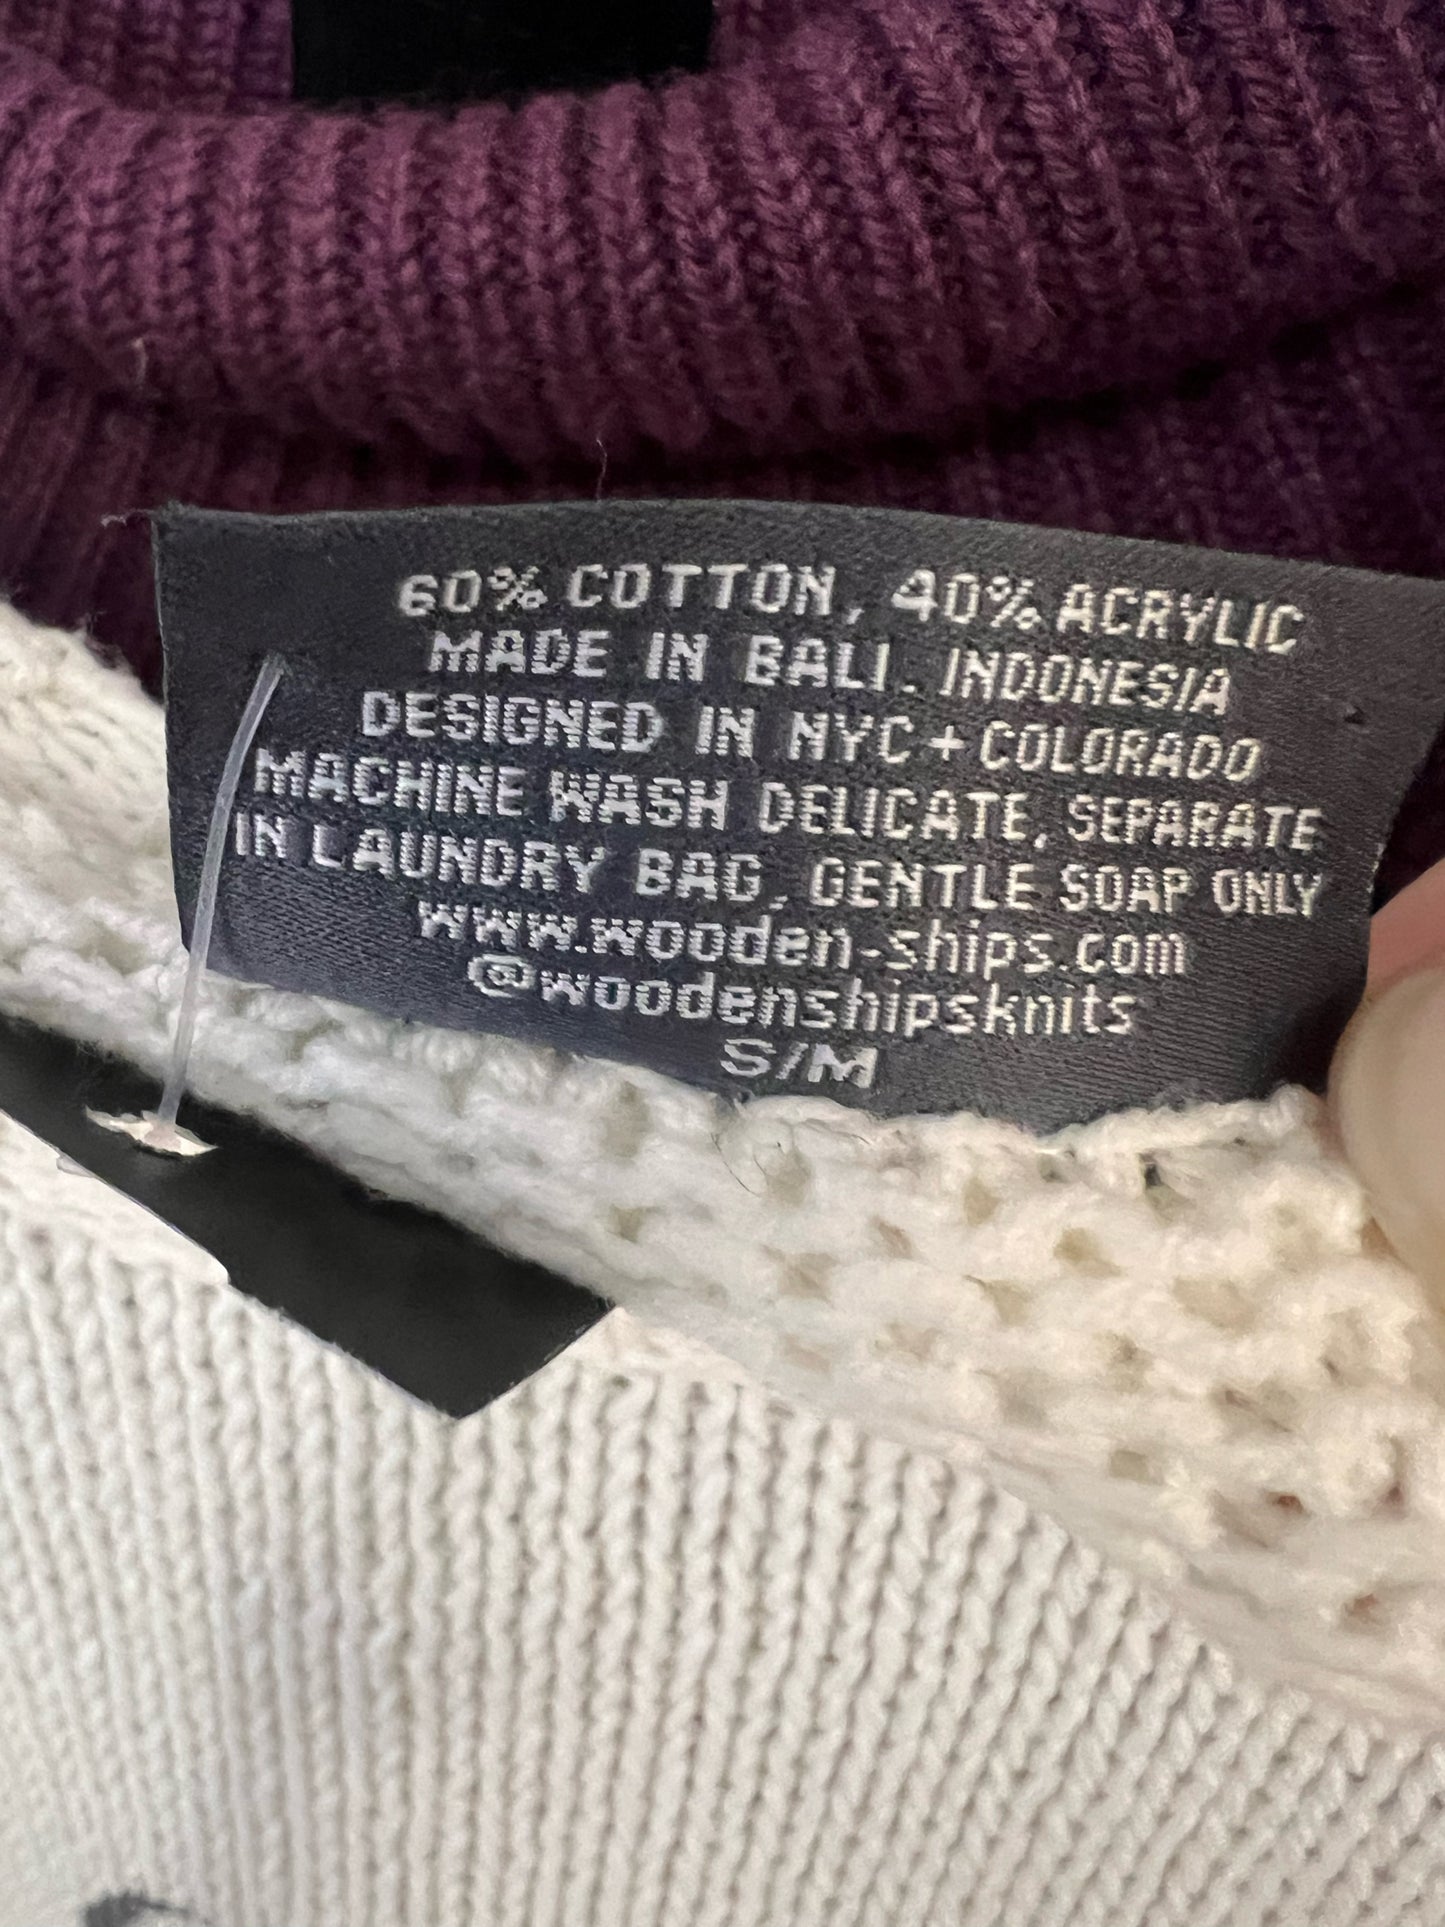 60% COTTON, 40% ACRYLIC
MADE IN BALI. INDONESIA
DESIGNED IN NYC + COLORADO
MACHINE WASH DELICATE, SEPARATE
IN LAUNDRY BAG, GENTLE SOAP ONLY
www.wooden-ships.com
@woodenshipsknits
S/M